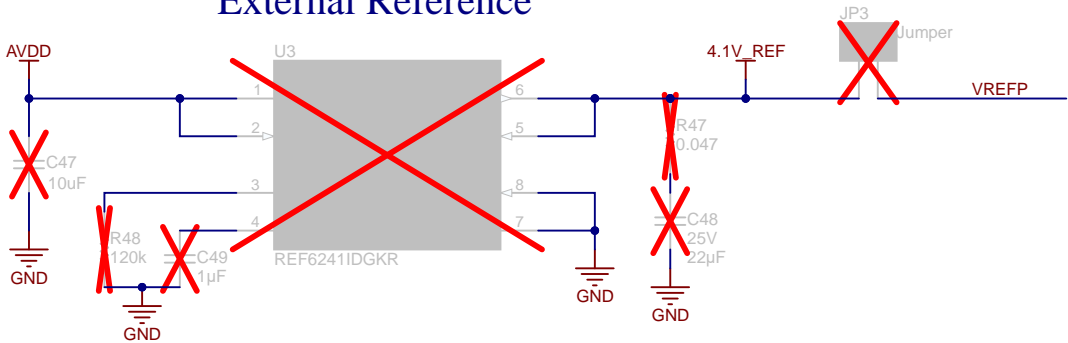 External Reference
AVDD
U3
JP3
Jumper
4.1V_REF
VREFP
1
2
3
4
6
5
8
7
C47
10uF
R47
0.047
R48
120k
C49
1µF
REF6241IDGKR
C48
25V
22µF
GND
GND
GND
GND